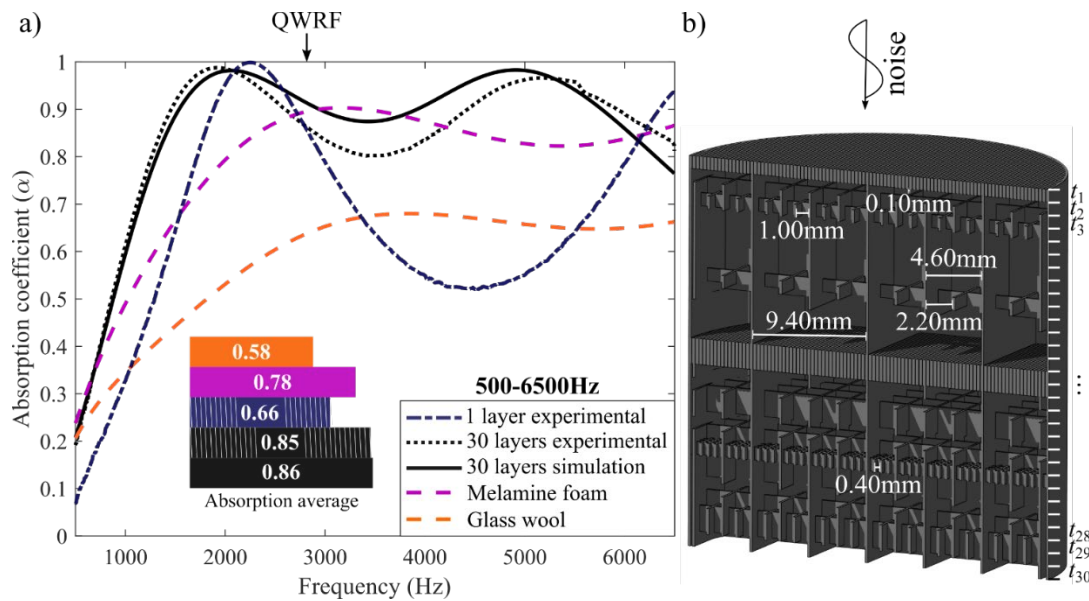 a)
QWRF
Absorption coefficient (α)
1
0.9
0.8
0.7
0.6
0.5
0.4
0.3
0.2
0.1
0
0.58
0.78
0.66
0.85
0.86
Absorption average
500-6500Hz
1 layer experimental
30 layers experimental
30 layers simulation
Melamine foam
Glass wool
1000 2000 3000 4000 5000 6000
Frequency (Hz)
b)
noise
t1
t2
t3
0.10mm
1.00mm
4.60mm
9.40mm
2.20mm
⋮
0.40mm
t28
t29
t30